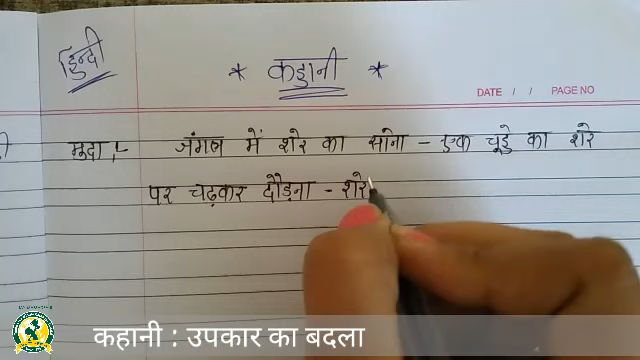 हिन्दी
* कहानी *
DATE / / PAGE NO
मुद्दा :- जंगल में शेर का सोना - एक चूहे का शेर
पर चढ़कर दौड़ना - शेर
कहानी : उपकार का बदला